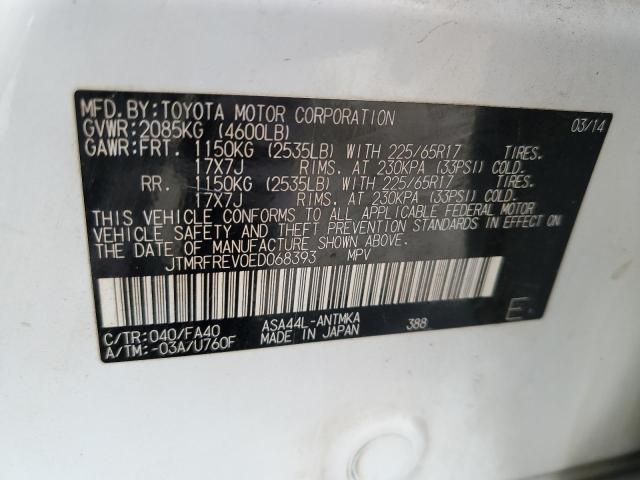 MFD.BY:TOYOTA MOTOR CORPORATION 03/14
GVWR:2085KG (4600LB)
GAWR:FRT. 1150KG (2535LB) WITH 225/65R17 TIRES.
17X7J RIMS. AT 230KPA (33PSI) COLD.
RR. 1150KG (2535LB) WITH 225/65R17 TIRES.
17X7J RIMS. AT 230KPA (33PSI) COLD.
THIS VEHICLE CONFORMS TO ALL APPLICABLE FEDERAL MOTOR
VEHICLE SAFETY AND THEFT PREVENTION STANDARDS IN EFFECT ON
THE DATE OF MANUFACTURE SHOWN ABOVE.
JTMRFREV0ED068393 MPV
C/TR:040/FA40 ASA44L-ANTMKA 388 E
A/TM:-03A/U760F MADE IN JAPAN